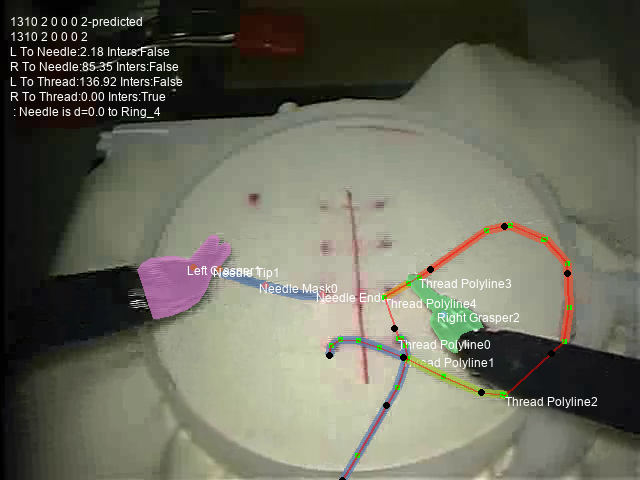 1310 2 0 0 0 2-predicted
1310 2 0 0 0 2
L To Needle:2.18 Inters:False
R To Needle:85.35 Inters:False
L To Thread:136.92 Inters:False
R To Thread:0.00 Inters:True
: Needle is d=0.0 to Ring_4
Left Grasper1
Needle Tip1
Needle Mask0
Needle End
Thread Polyline3
Thread Polyline4
Right Grasper2
Thread Polyline0
Thread Polyline1
Thread Polyline2